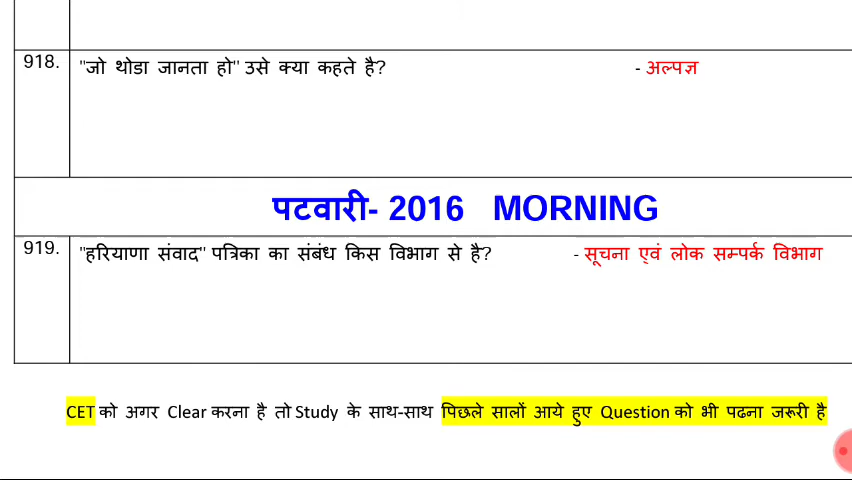 918. "जो थोडा जानता हो" उसे क्या कहते है? - अल्पज्ञ
पटवारी- 2016 MORNING
919. "हरियाणा संवाद" पत्रिका का संबंध किस विभाग से है? - सूचना एवं लोक सम्पर्क विभाग
CET को अगर Clear करना है तो Study के साथ-साथ पिछले सालों आये हुए Question को भी पढना जरूरी है